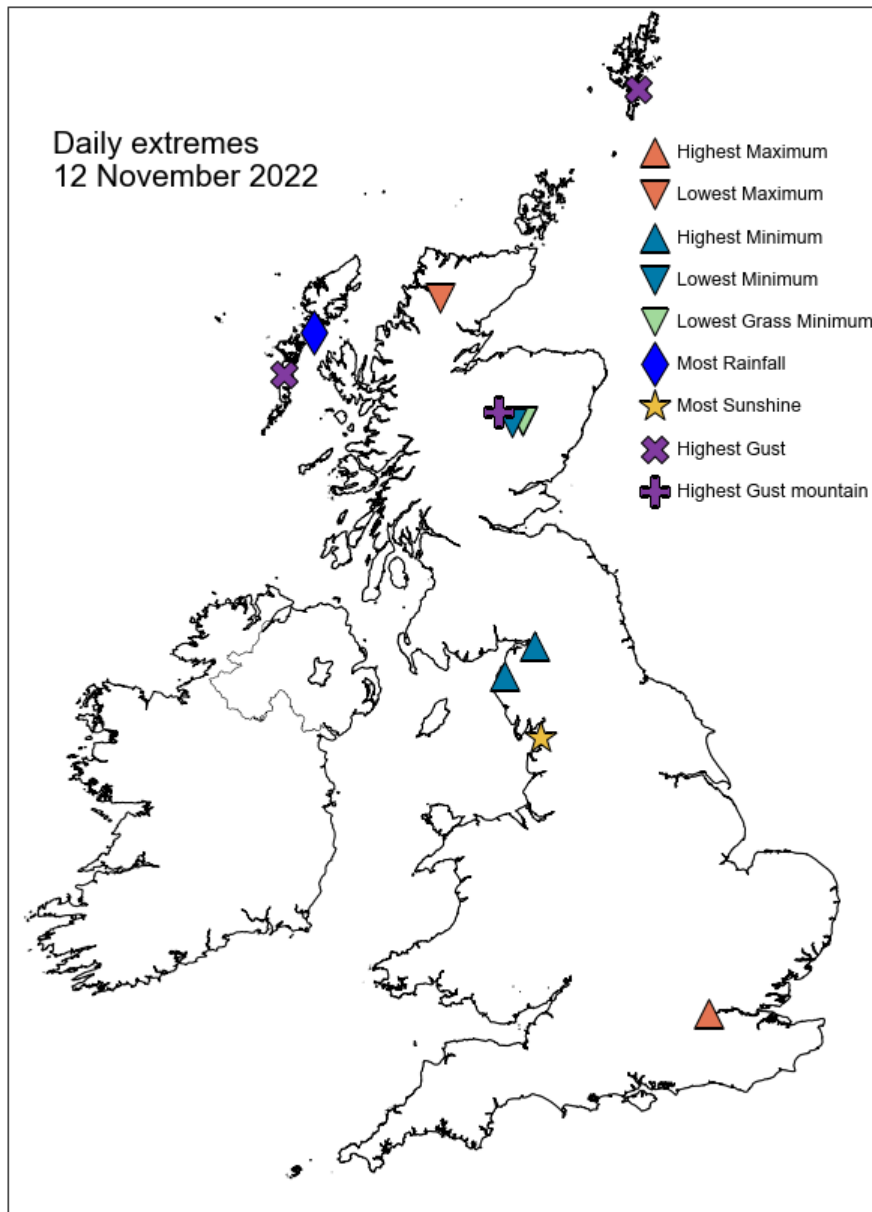 Daily extremes
12 November 2022
Highest Maximum
Lowest Maximum
Highest Minimum
Lowest Minimum
Lowest Grass Minimum
Most Rainfall
Most Sunshine
Highest Gust
Highest Gust mountain